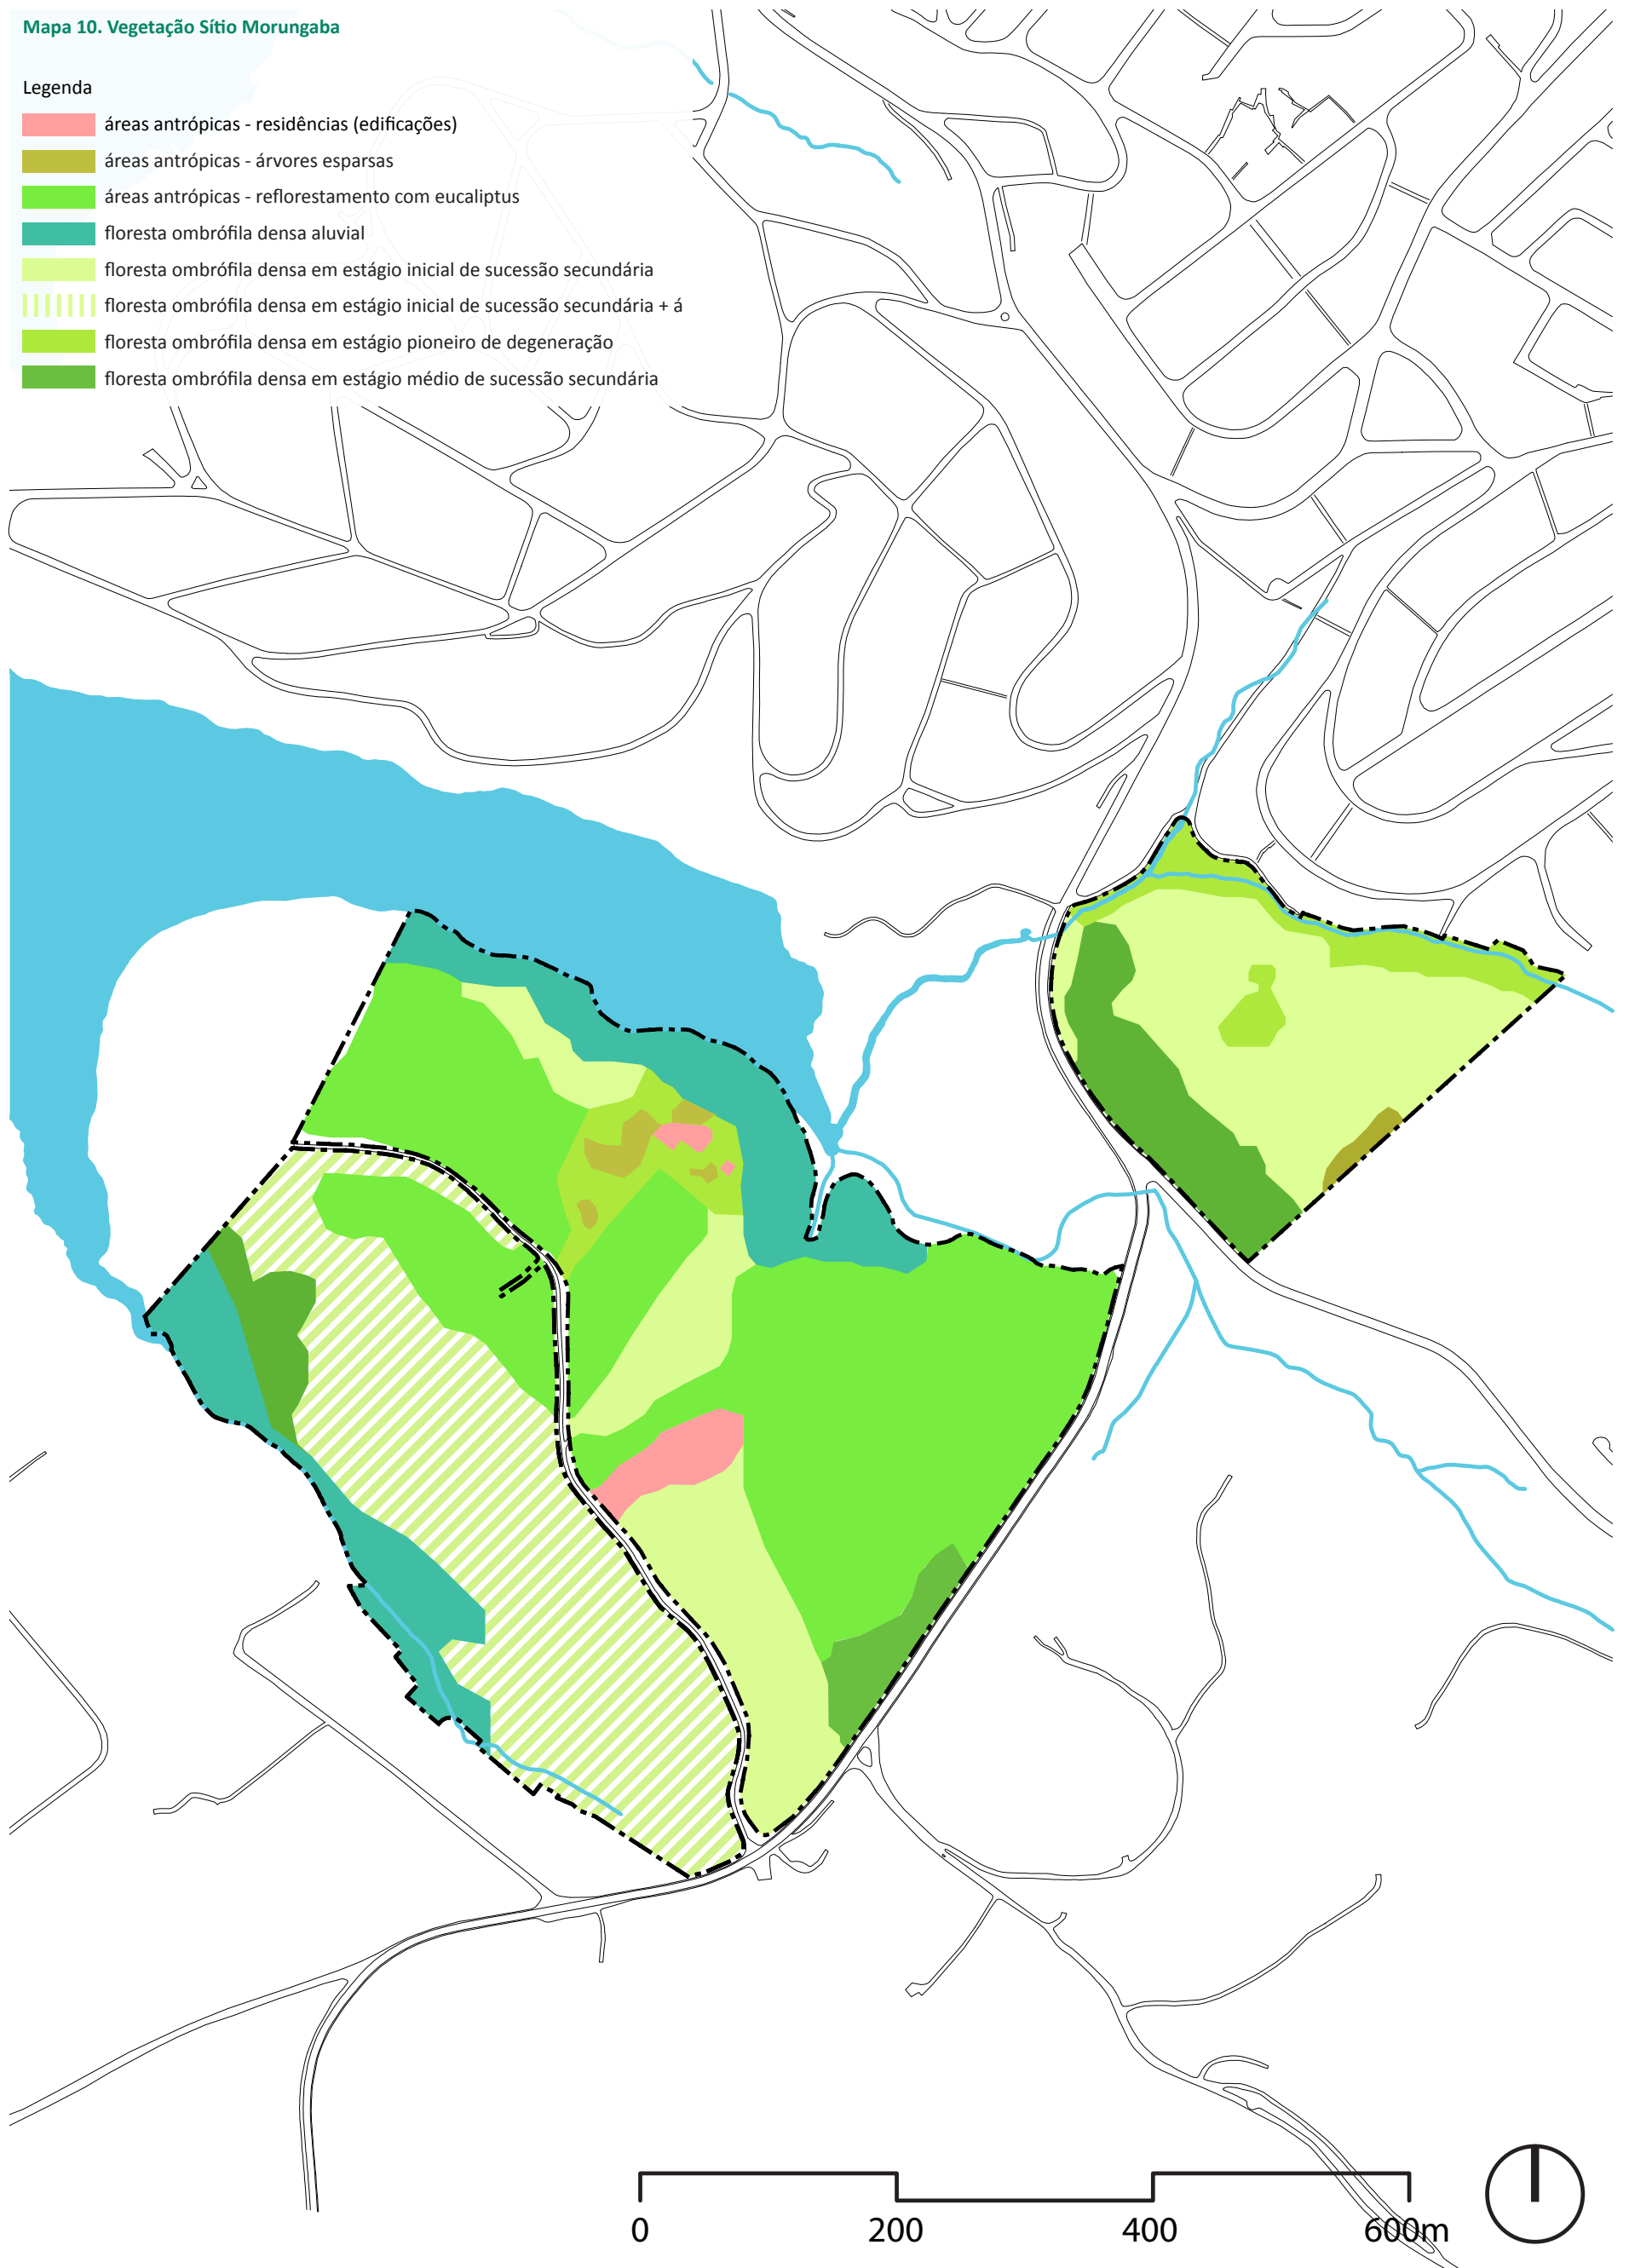 Mapa 10. Vegetação Sítio Morungaba
Legenda
áreas antrópicas - residências (edificações)
áreas antrópicas - árvores esparsas
áreas antrópicas - reflorestamento com eucaliptus
floresta ombrófila densa aluvial
floresta ombrófila densa em estágio inicial de sucessão secundária
floresta ombrófila densa em estágio inicial de sucessão secundária + á
floresta ombrófila densa em estágio pioneiro de degeneração
floresta ombrófila densa em estágio médio de sucessão secundária
0 200 400 600m